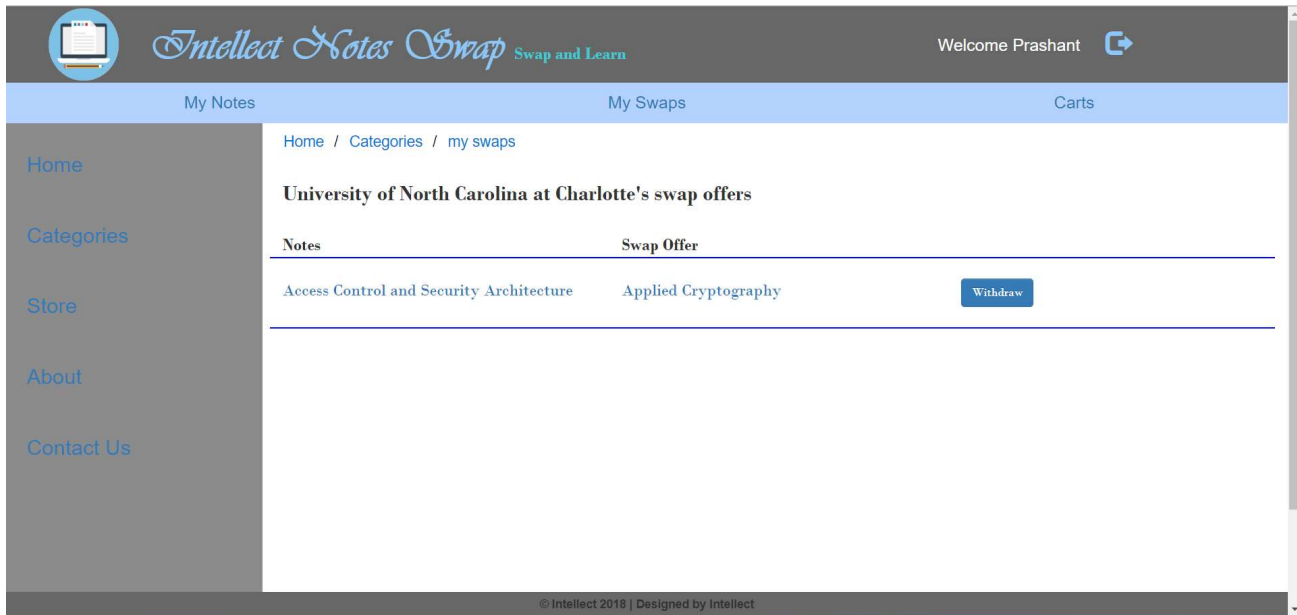 Intellect Notes Swap Swap and Learn Welcome Prashant
My Notes My Swaps Carts
Home / Categories / my swaps
Home
Categories
Store
About
Contact Us
University of North Carolina at Charlotte's swap offers
Notes Swap Offer
Access Control and Security Architecture Applied Cryptography Withdraw
© Intellect 2018 | Designed by Intellect